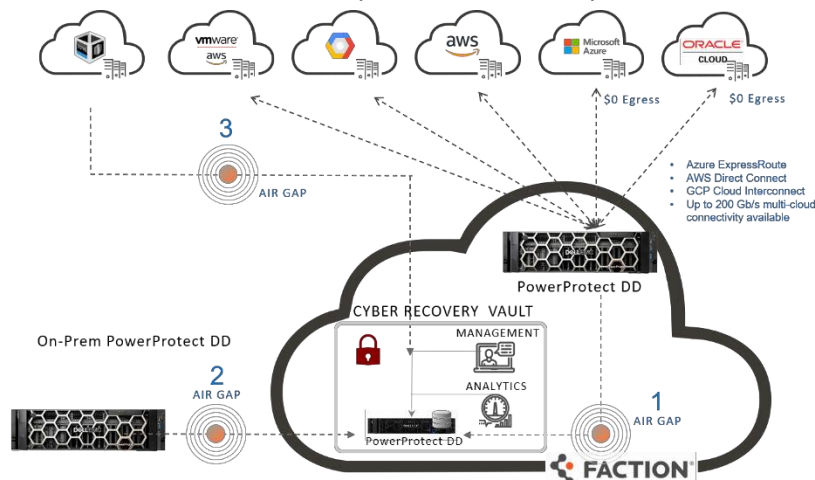 vmware
aws
aws
Microsoft
Azure
ORACLE
CLOUD
$0 Egress
$0 Egress
3
AIR GAP
• Azure ExpressRoute
• AWS Direct Connect
• GCP Cloud Interconnect
• Up to 200 Gb/s multi-cloud
connectivity available
DELL EMC
PowerProtect DD
CYBER RECOVERY VAULT
MANAGEMENT
On-Prem PowerProtect DD
2
AIR GAP
ANALYTICS
1
AIR GAP
PowerProtect DD
FACTION